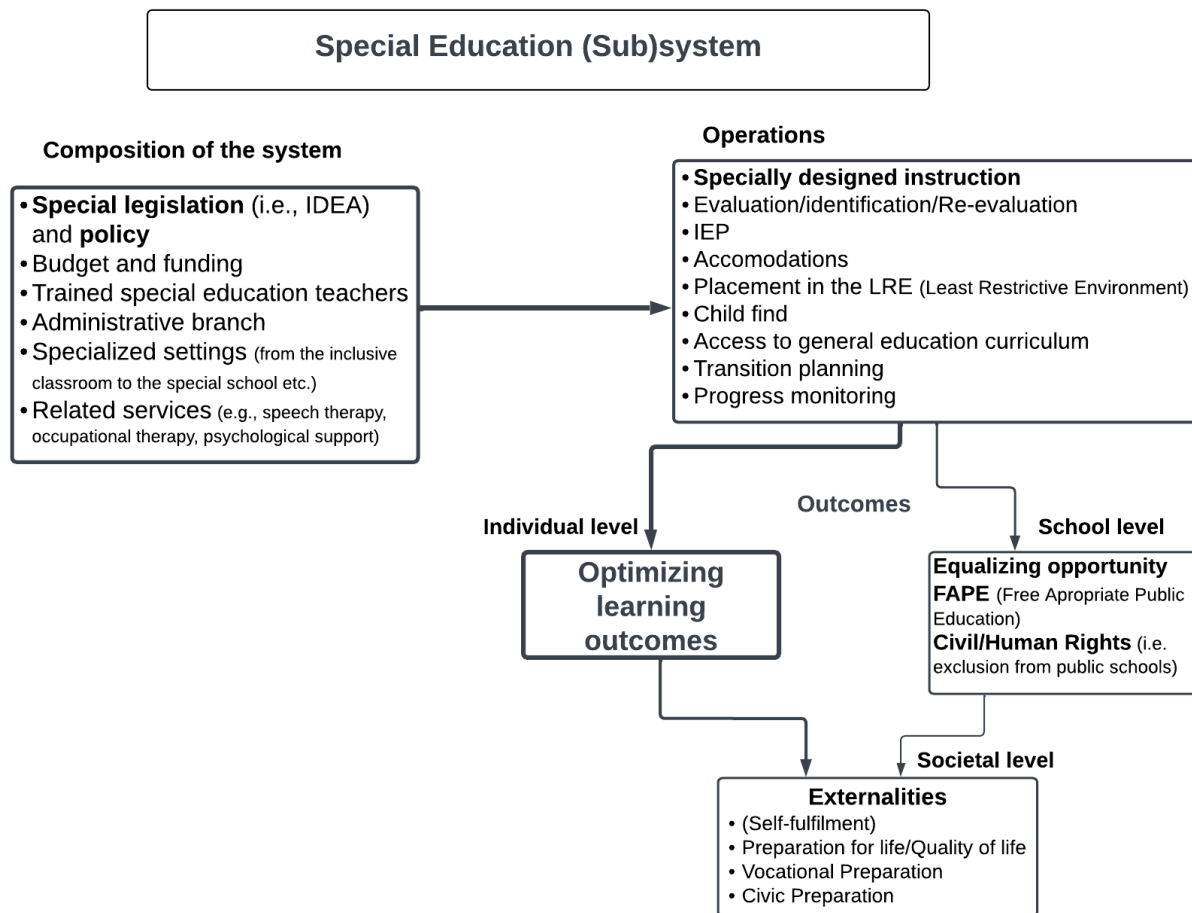 Special Education (Sub)system
Composition of the system
• Special legislation (i.e., IDEA)
and policy
• Budget and funding
• Trained special education teachers
• Administrative branch
• Specialized settings (from the inclusive
classroom to the special school etc.)
• Related services (e.g., speech therapy,
occupational therapy, psychological support)
Operations
• Specially designed instruction
• Evaluation/identification/Re-evaluation
• IEP
• Accomodations
• Placement in the LRE (Least Restrictive Environment)
• Child find
• Access to general education curriculum
• Transition planning
• Progress monitoring
Outcomes
Individual level
Optimizing
learning
outcomes
School level
Equalizing opportunity
FAPE (Free Apropriate Public
Education)
Civil/Human Rights (i.e.
exclusion from public schools)
Societal level
Externalities
• (Self-fulfilment)
• Preparation for life/Quality of life
• Vocational Preparation
• Civic Preparation